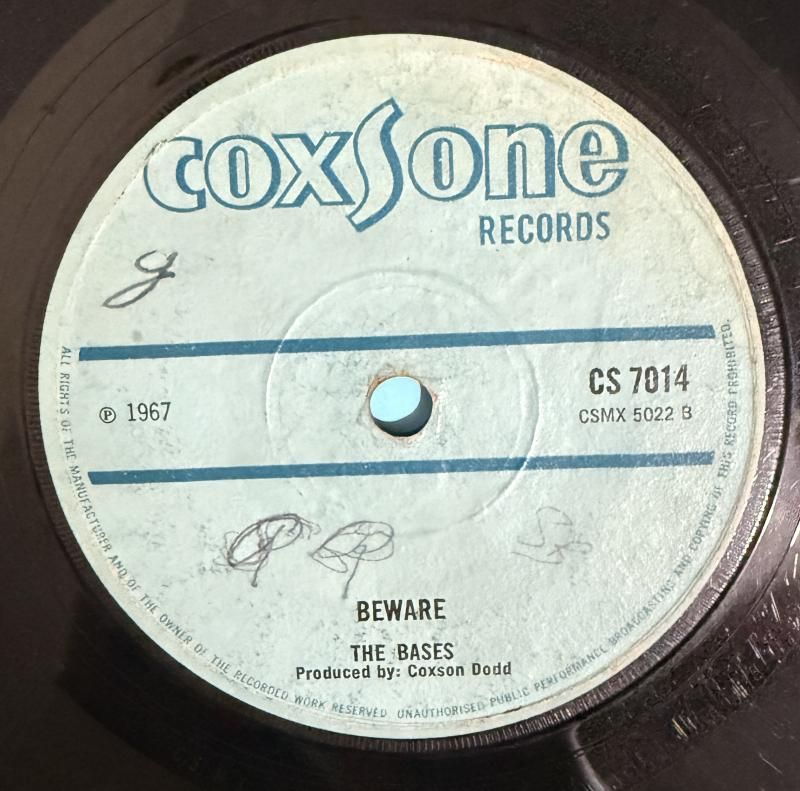 coxsone
RECORDS
CS 7014
℗ 1967
CSMX 5022 B
BEWARE
THE BASES
Produced by: Coxson Dodd
ALL RIGHTS OF THE MANUFACTURER AND OF THE OWNER OF THE RECORDED WORK RESERVED UNAUTHORISED PUBLIC PERFORMANCE BROADCASTING AND COPYING OF THIS RECORD PROHIBITED.